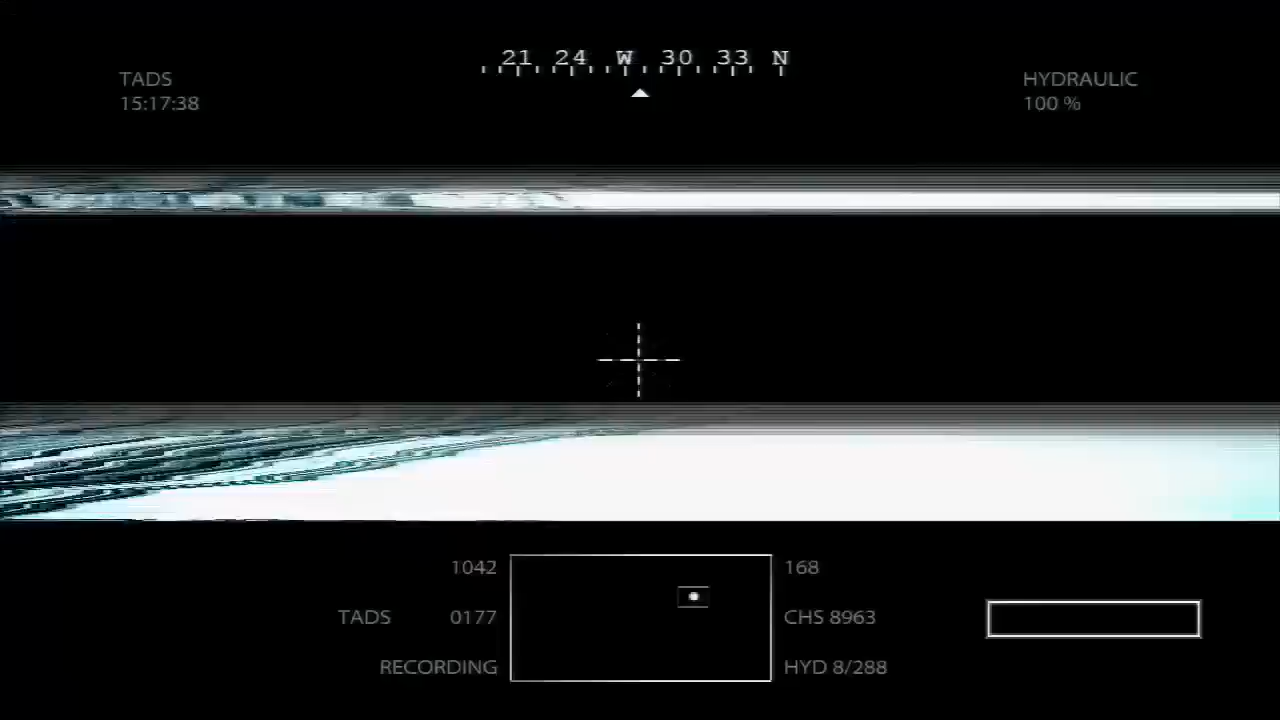 21 24 W 30 33 N
TADS
15:17:38
HYDRAULIC
100 %
1042
168
TADS 0177
CHS 8963
RECORDING
HYD 8/288